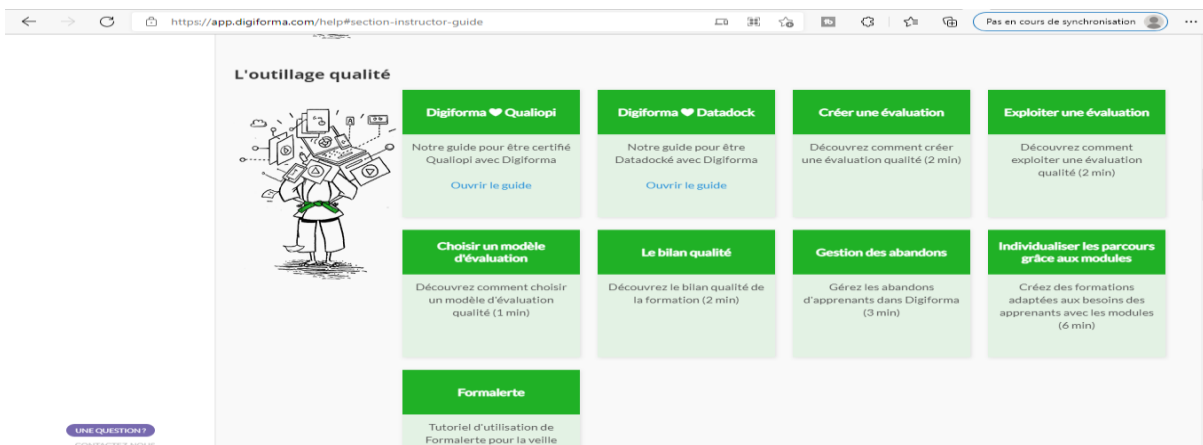 https://app.digiforma.com/help#section-instructor-guide
Pas en cours de synchronisation
L'outillage qualité
Digiforma ♥ Qualiopi
Notre guide pour être certifié
Qualiopi avec Digiforma
Ouvrir le guide
Digiforma ♥ Datadock
Notre guide pour être
Datadocké avec Digiforma
Ouvrir le guide
Créer une évaluation
Découvrez comment créer
une évaluation qualité (2 min)
Exploiter une évaluation
Découvrez comment
exploiter une évaluation
qualité (2 min)
Choisir un modèle
d'évaluation
Découvrez comment choisir
un modèle d'évaluation
qualité (1 min)
Le bilan qualité
Découvrez le bilan qualité de
la formation (2 min)
Gestion des abandons
Gérez les abandons
d'apprenants dans Digiforma
(3 min)
Individualiser les parcours
grâce aux modules
Créez des formations
adaptées aux besoins des
apprenants avec les modules
(6 min)
Formalerte
Tutoriel d'utilisation de
Formalerte pour la veille
UNE QUESTION ?
CONTACTEZ-NOUS